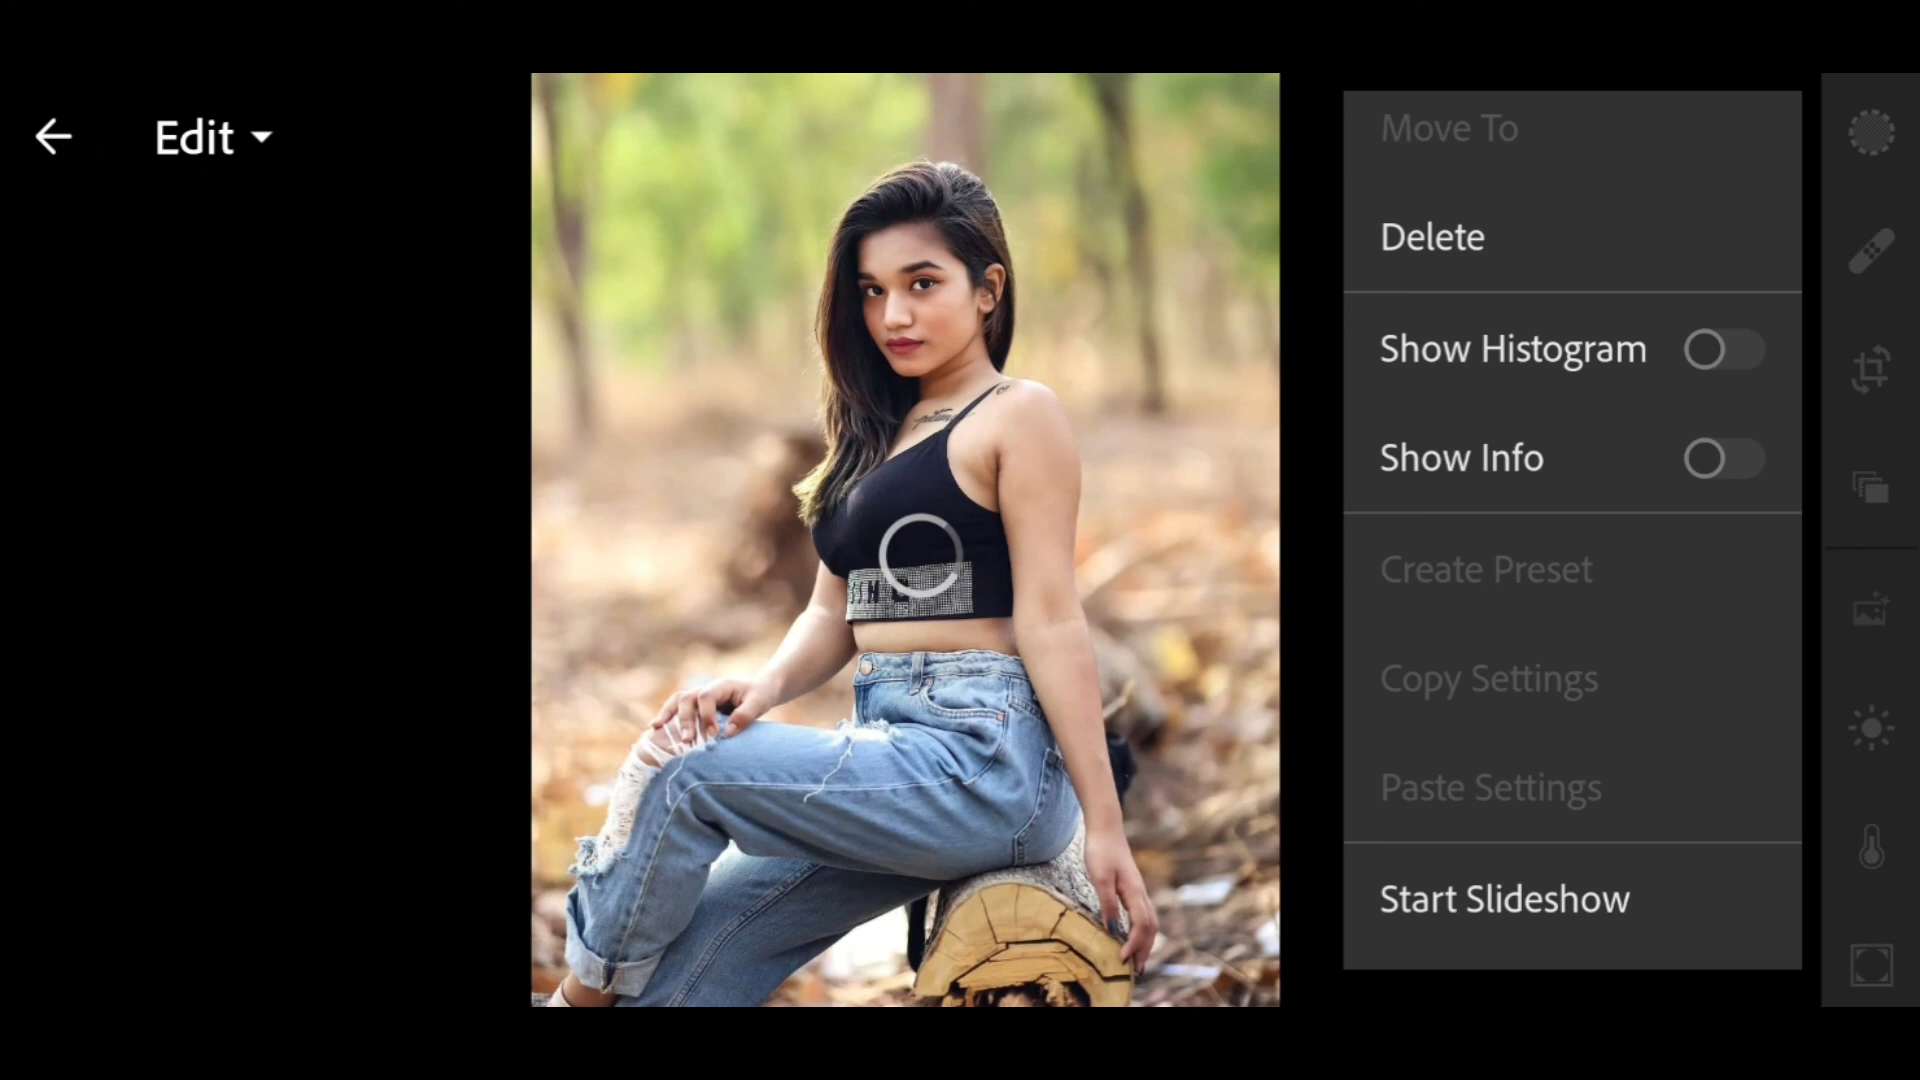 Edit
Move To
Delete
Show Histogram
Show Info
Create Preset
Copy Settings
Paste Settings
Start Slideshow